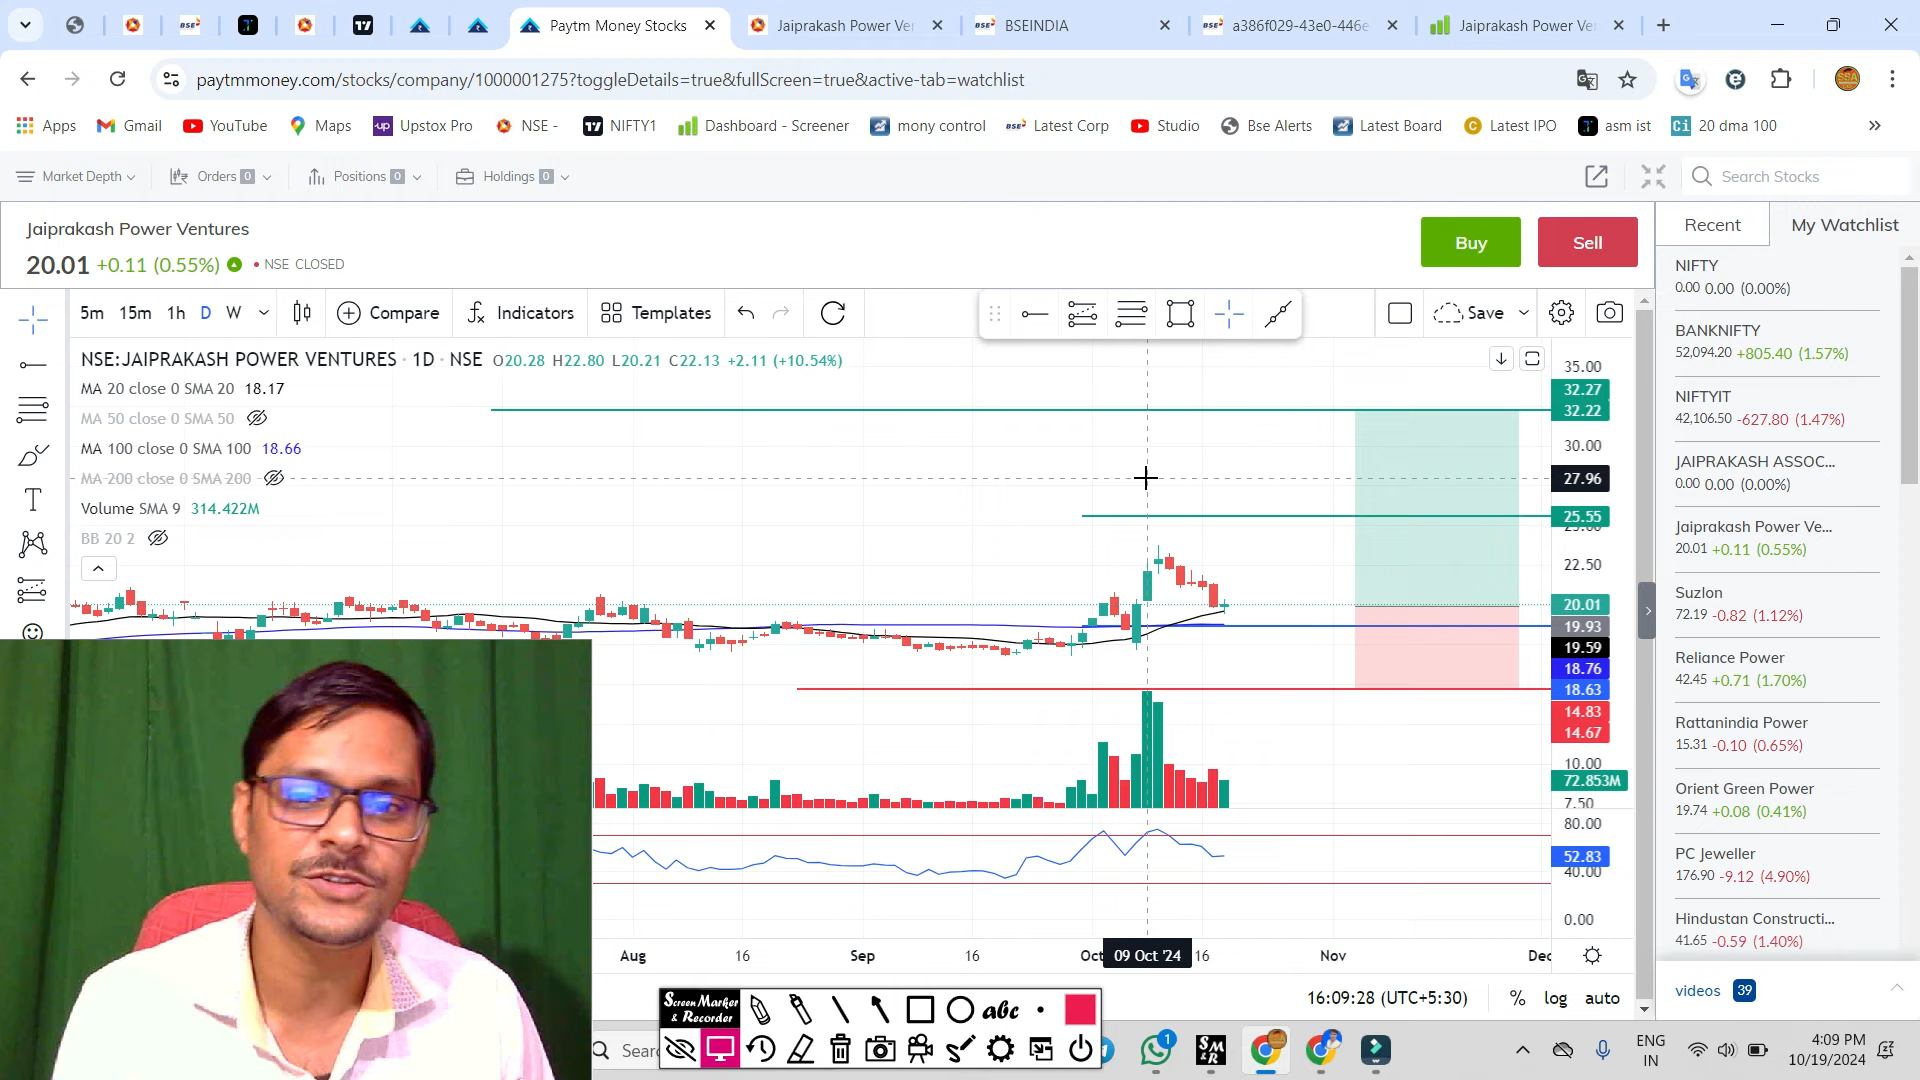 Paytm Money Stocks
Jaiprakash Power Ver
BSEINDIA
a386f029-43e0-446e
Jaiprakash Power Ve
paytmmoney.com/stocks/company/1000001275?toggleDetails=true&fullScreen=true&active-tab=watchlist
Apps Gmail YouTube Maps Upstox Pro NSE - NIFTY1 Dashboard - Screener mony control Latest Corp Studio Bse Alerts Latest Board Latest IPO asm ist 20 dma 100
Market Depth Orders 0 Positions 0 Holdings 0 Search Stocks
Jaiprakash Power Ventures
20.01 +0.11 (0.55%) • NSE CLOSED
Buy Sell
5m 15m 1h D W Compare Indicators Templates Save
NSE:JAIPRAKASH POWER VENTURES · 1D · NSE O20.28 H22.80 L20.21 C22.13 +2.11 (+10.54%)
MA 20 close 0 SMA 20 18.17
MA 50 close 0 SMA 50
MA 100 close 0 SMA 100 18.66
MA 200 close 0 SMA 200
Volume SMA 9 314.422M
BB 20 2
35.00
32.27
32.22
30.00
27.96
25.55
22.50
20.01
19.93
19.59
18.76
18.63
14.83
14.67
10.00
72.853M
7.50
80.00
52.83
40.00
0.00
Aug 16 Sep 16 Oct 09 Oct '24 16 Nov Dec
16:09:28 (UTC+5:30) % log auto
Recent My Watchlist
NIFTY
0.00 0.00 (0.00%)
BANKNIFTY
52,094.20 +805.40 (1.57%)
NIFTYIT
42,106.50 -627.80 (1.47%)
JAIPRAKASH ASSOC...
0.00 0.00 (0.00%)
Jaiprakash Power Ve...
20.01 +0.11 (0.55%)
Suzlon
72.19 -0.82 (1.12%)
Reliance Power
42.45 +0.71 (1.70%)
Rattanindia Power
15.31 -0.10 (0.65%)
Orient Green Power
19.74 +0.08 (0.41%)
PC Jeweller
176.90 -9.12 (4.90%)
Hindustan Constructi...
41.65 -0.59 (1.40%)
videos 39
Screen Marker
& Recorder
abc
Sear
1
SM
&R
ENG
IN
4:09 PM
10/19/2024